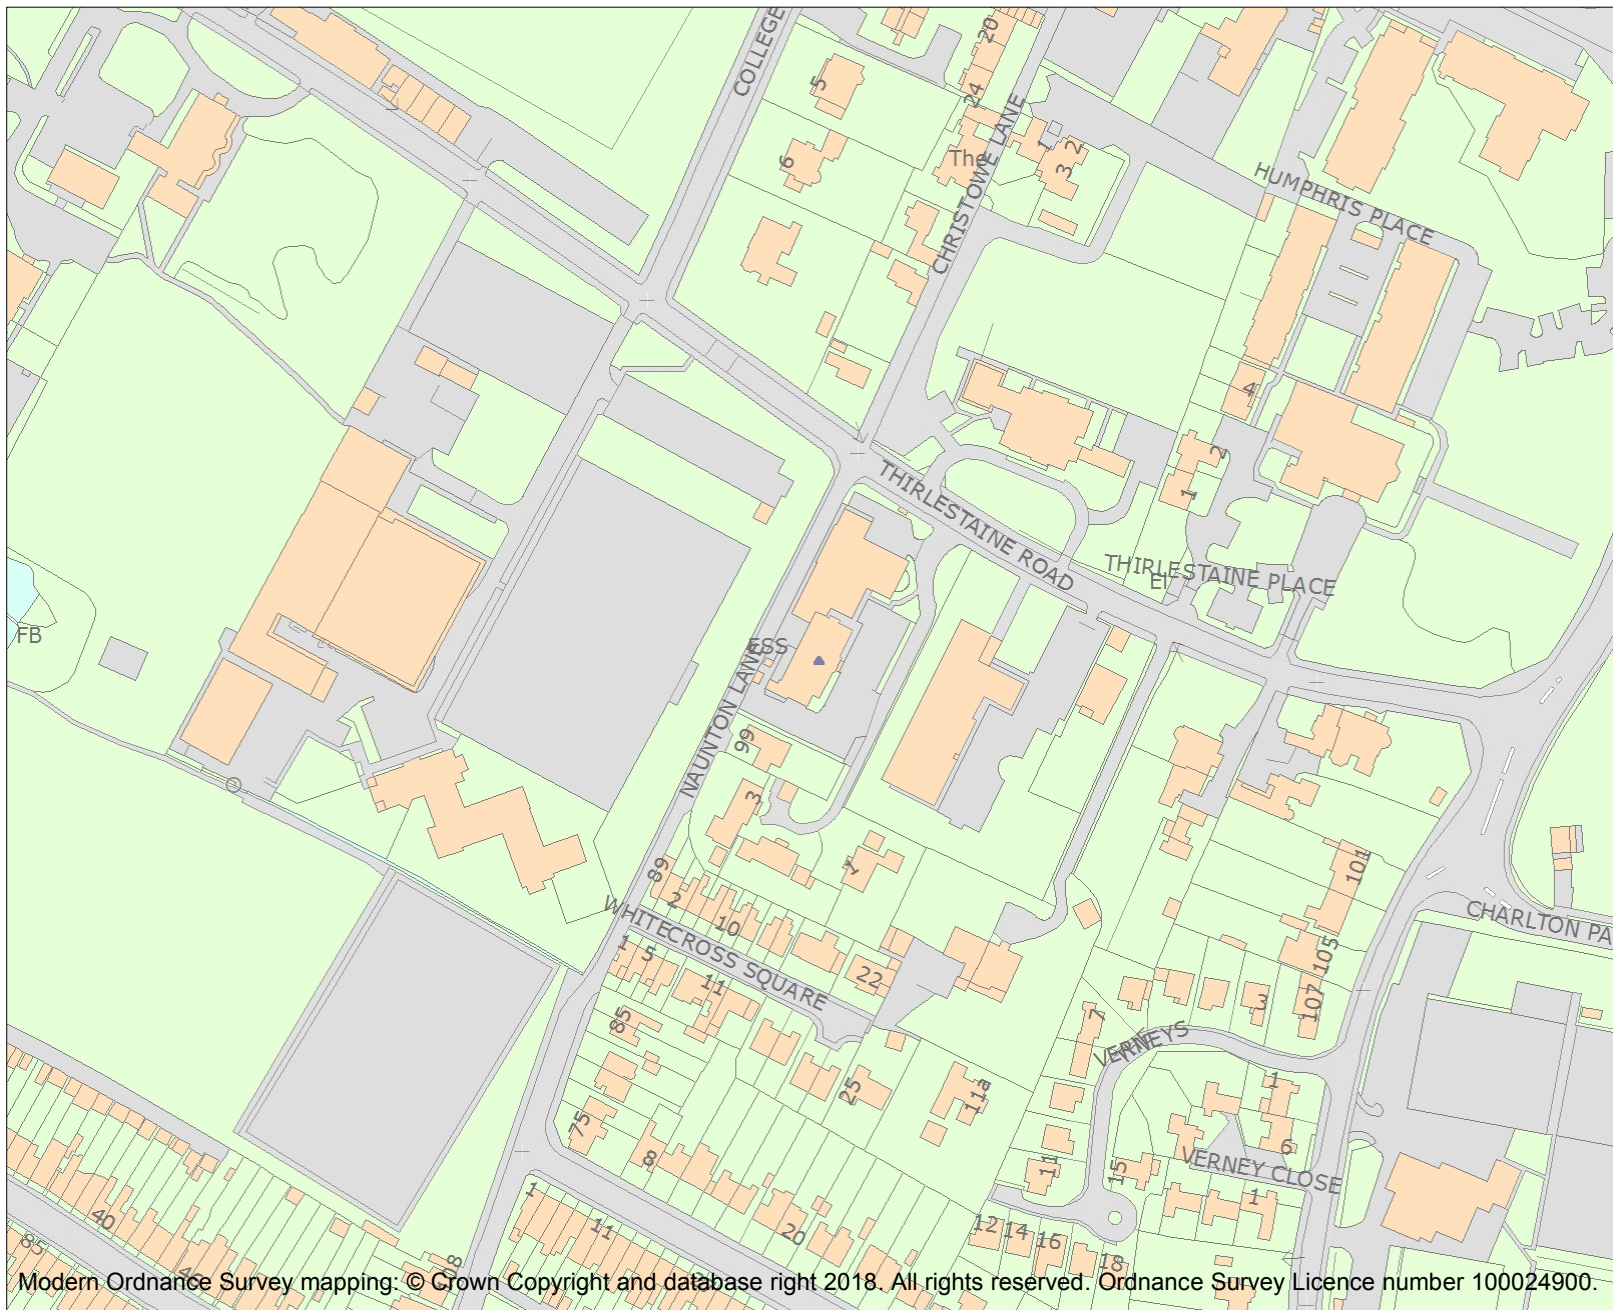 COLLEGE
20
5
24
CHRISTOWE LANE
6
The
1
2
3
HUMPHRIS PLACE
4
2
1
THIRLESTAINE ROAD
THIRLESTAINE PLACE
El
FB
ESS
NAUNTON LANE
99
3
1
89
2
10
22
WHITECROSS SQUARE
1
5
11
85
75
25
11a
8
101
105
107
3
CHARLTON PA
7
VERNEYS
1
6
VERNEY CLOSE
1
11
15
12
14
16
18
1
11
20
40
85
Modern Ordnance Survey mapping: © Crown Copyright and database right 2018. All rights reserved. Ordnance Survey Licence number 100024900.